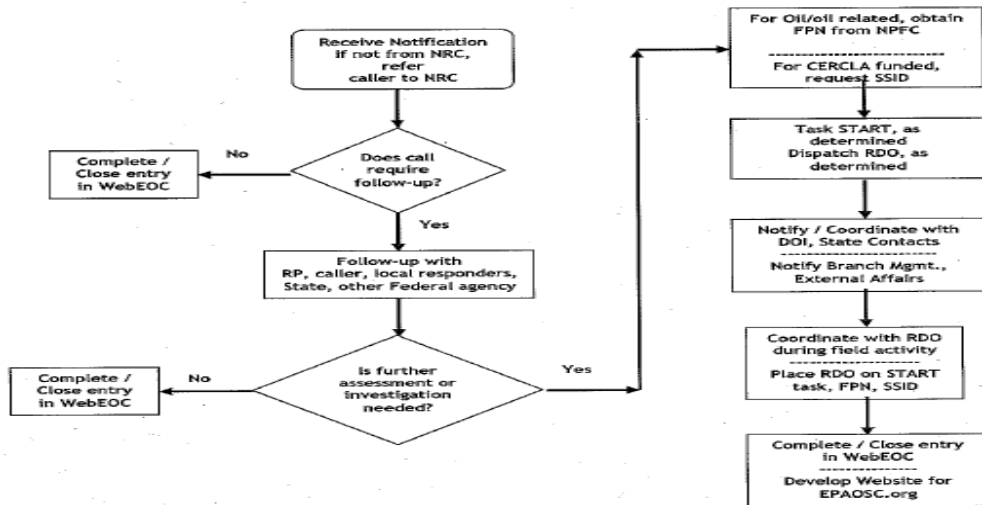 Receive Notification
if not from NRC,
refer
caller to NRC
Does call
require
follow-up?
No
Complete /
Close entry
in WebEOC
Yes
Follow-up with
RP, caller, local responders,
State, other Federal agency
Is further
assessment or
investigation
needed?
No
Complete /
Close entry
in WebEOC
Yes
For Oil/oil related, obtain
FPN from NPFC
For CERCLA funded,
request SSID
Task START, as
determined
Dispatch RDO, as
determined
Notify / Coordinate with
DOI, State Contacts
Notify Branch Mgmt.,
External Affairs
Coordinate with RDO
during field activity
Place RDO on START
task, FPN, SSID
Complete / Close entry
in WebEOC
Develop Website for
EPAOSC.org